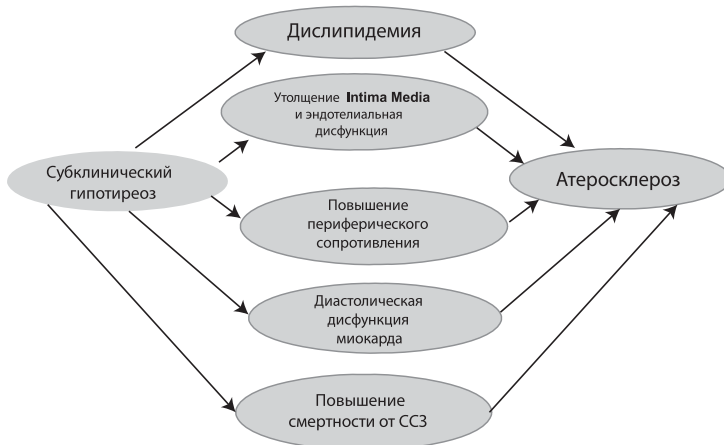 Дислипидемия
Утолщение Intima Media
и эндотелиальная
дисфункция
Субклинический
гипотиреоз
Атеросклероз
Повышение
периферического
сопротивления
Диастолическая
дисфункция
миокарда
Повышение
смертности от ССЗ